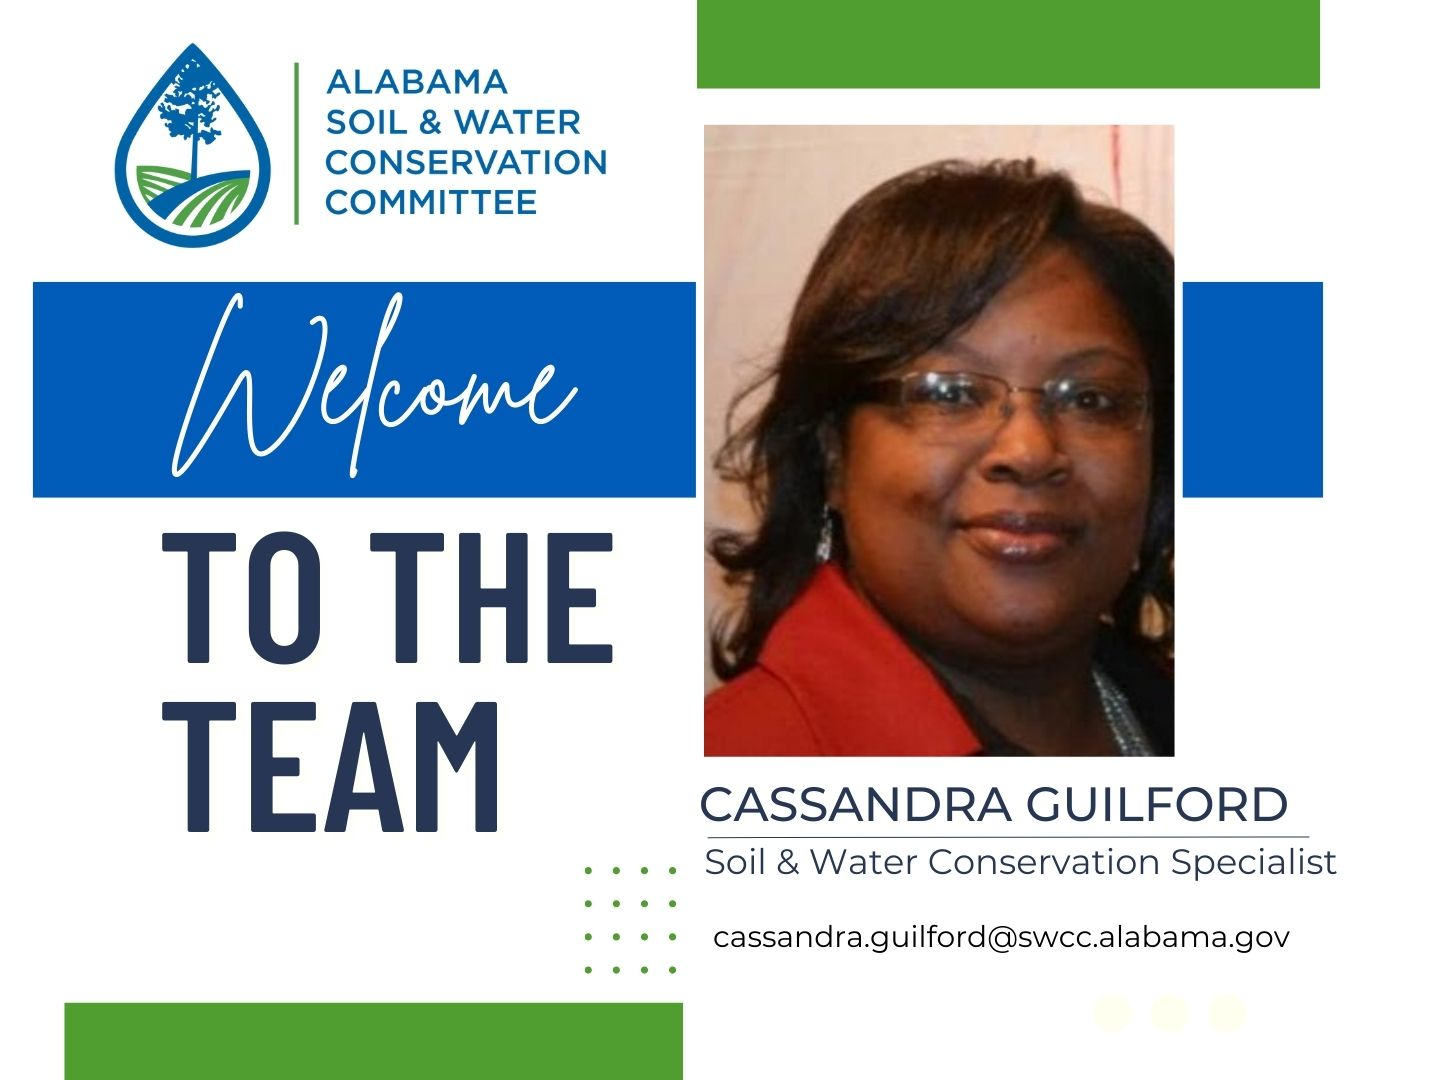 ALABAMA
SOIL & WATER
CONSERVATION
COMMITTEE
Welcome
TO THE
TEAM
CASSANDRA GUILFORD
Soil & Water Conservation Specialist
cassandra.guilford@swcc.alabama.gov